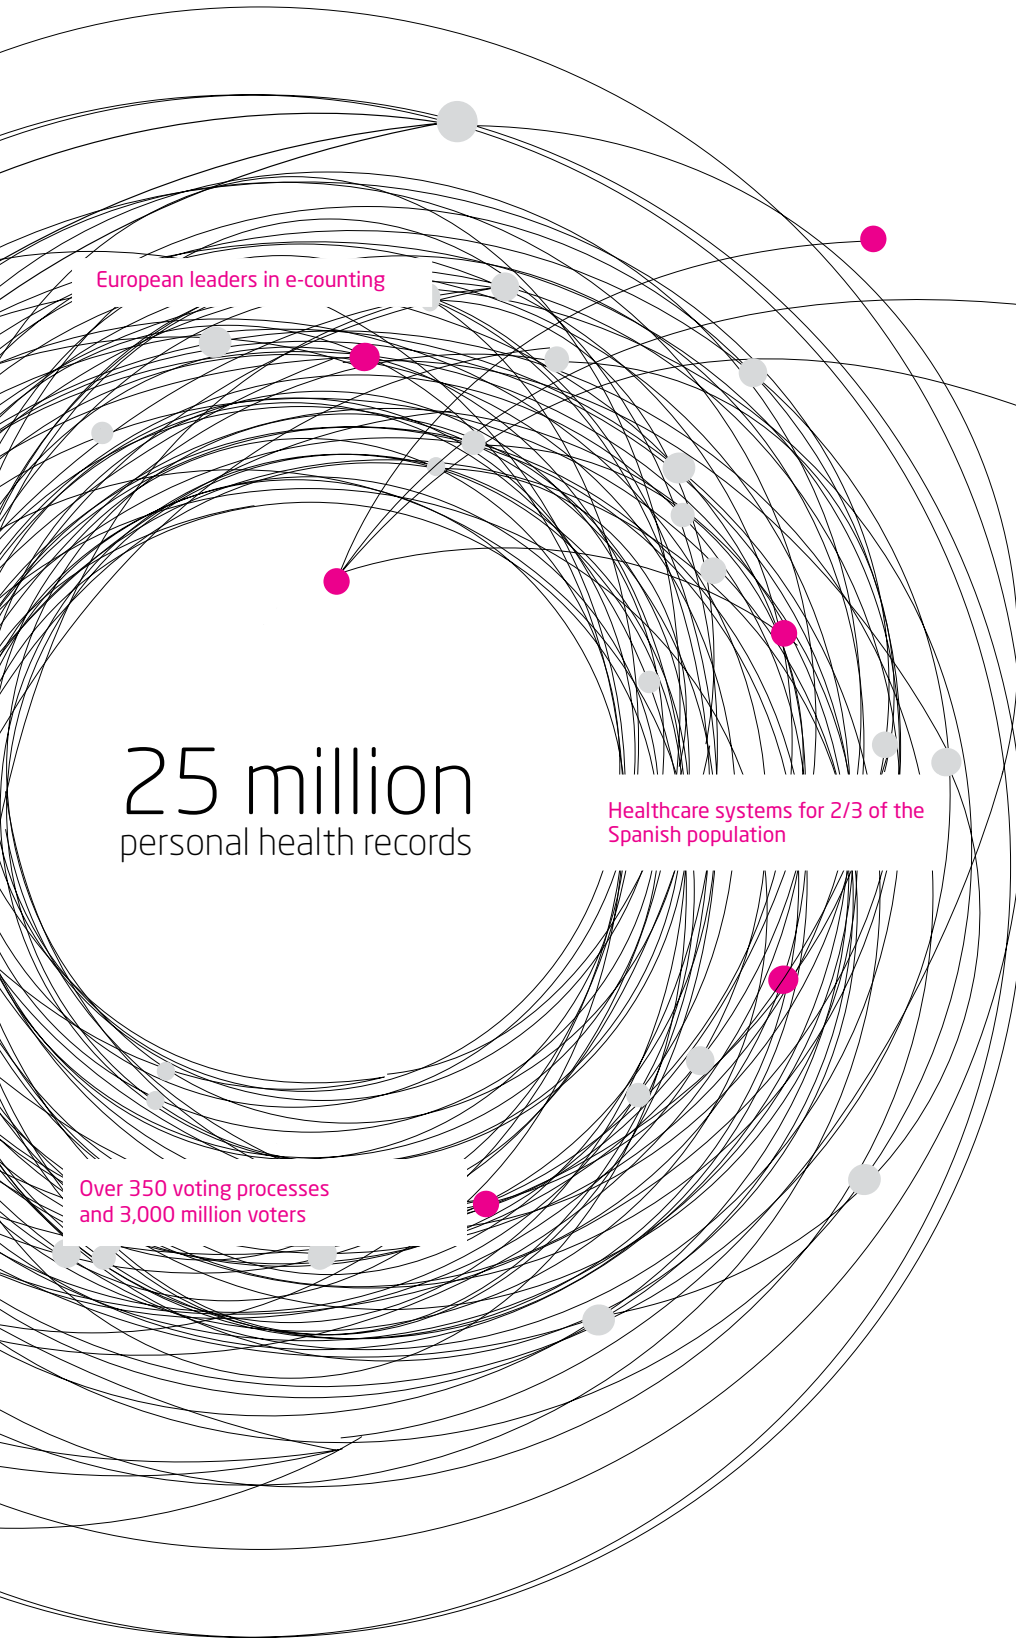 European leaders in e-counting
25 million
personal health records
Healthcare systems for 2/3 of the
Spanish population
Over 350 voting processes
and 3,000 million voters